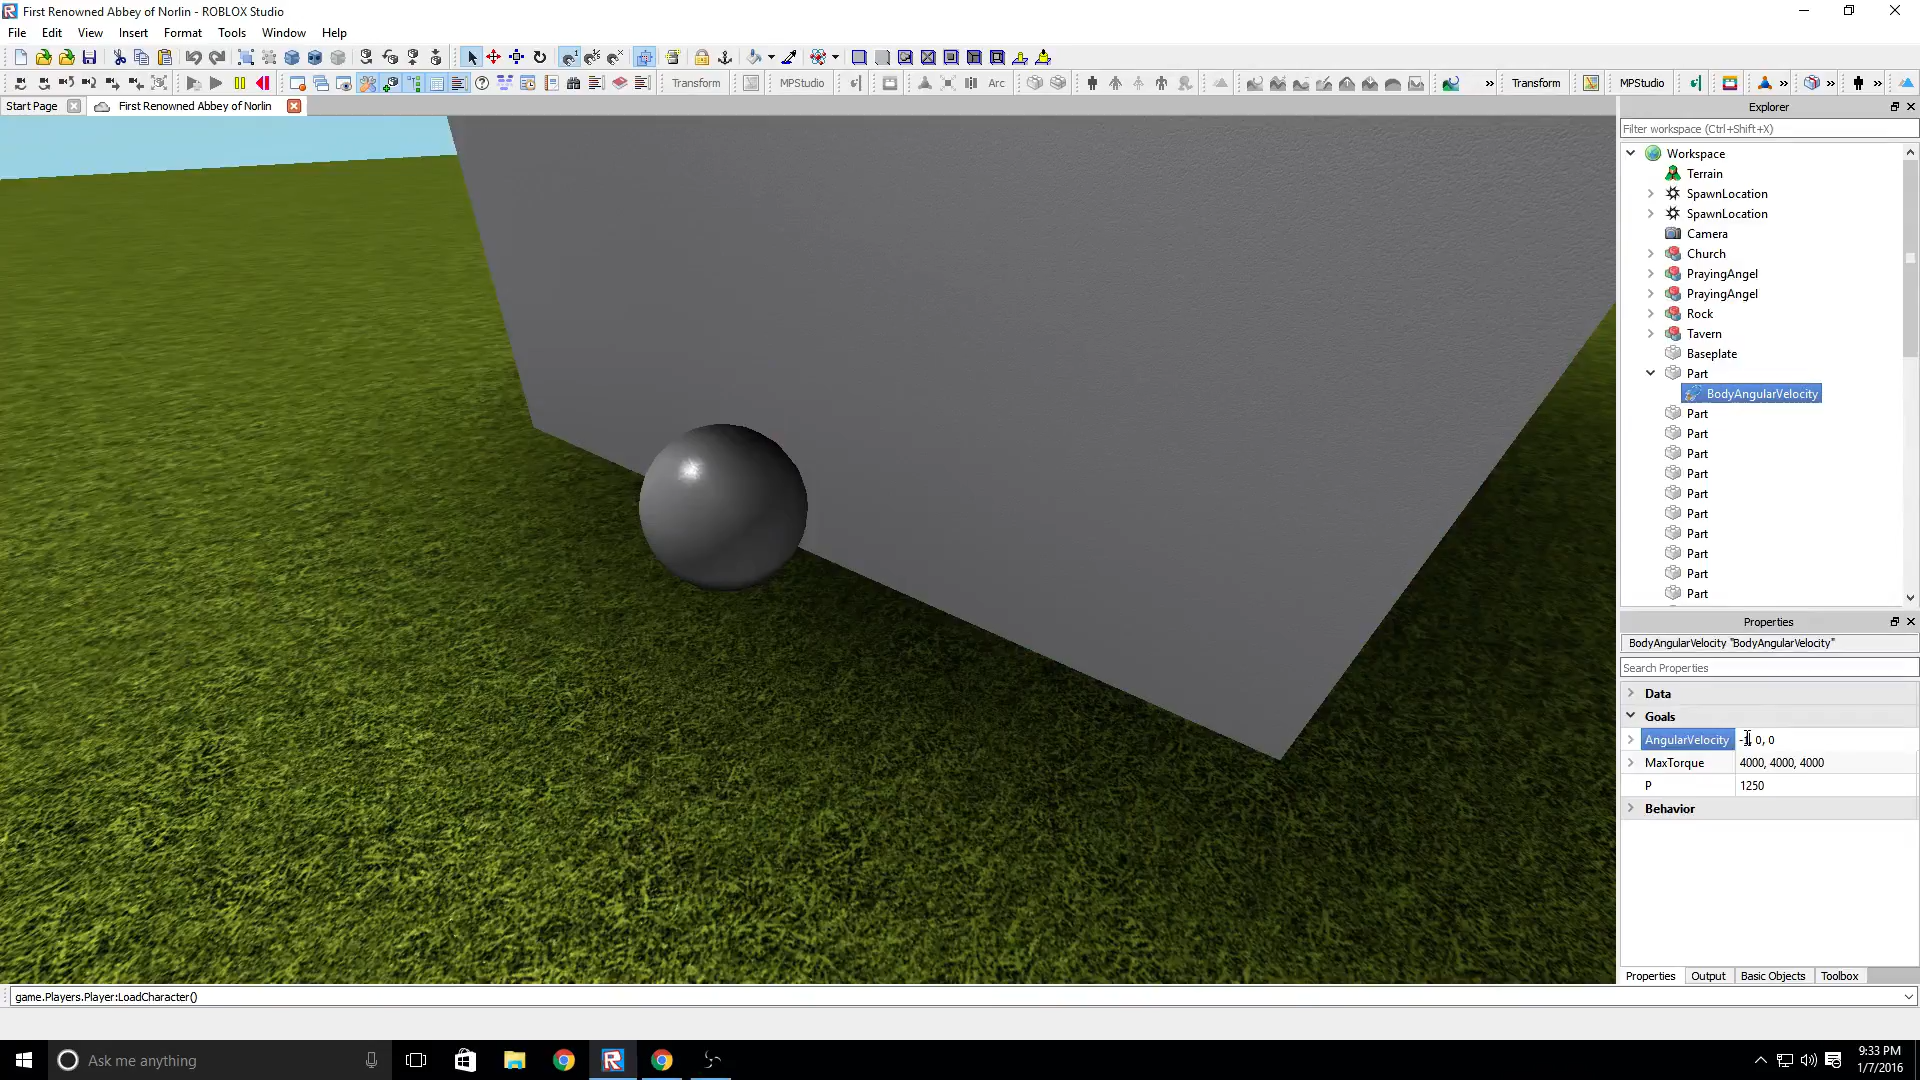 First Renowned Abbey of Norlin - ROBLOX Studio
File Edit View Insert Format Tools Window Help
Transform MPStudio Arc Transform MPStudio
Start Page First Renowned Abbey of Norlin
Explorer
Filter workspace (Ctrl+Shift+X)
Workspace
Terrain
SpawnLocation
SpawnLocation
Camera
Church
PrayingAngel
PrayingAngel
Rock
Tavern
Baseplate
Part
BodyAngularVelocity
Part
Part
Part
Part
Part
Part
Part
Part
Part
Part
Properties
BodyAngularVelocity "BodyAngularVelocity"
Search Properties
Data
Goals
AngularVelocity -1, 0, 0
MaxTorque 4000, 4000, 4000
P 1250
Behavior
Properties Output Basic Objects Toolbox
game.Players.Player:LoadCharacter()
Ask me anything
9:33 PM
1/7/2016